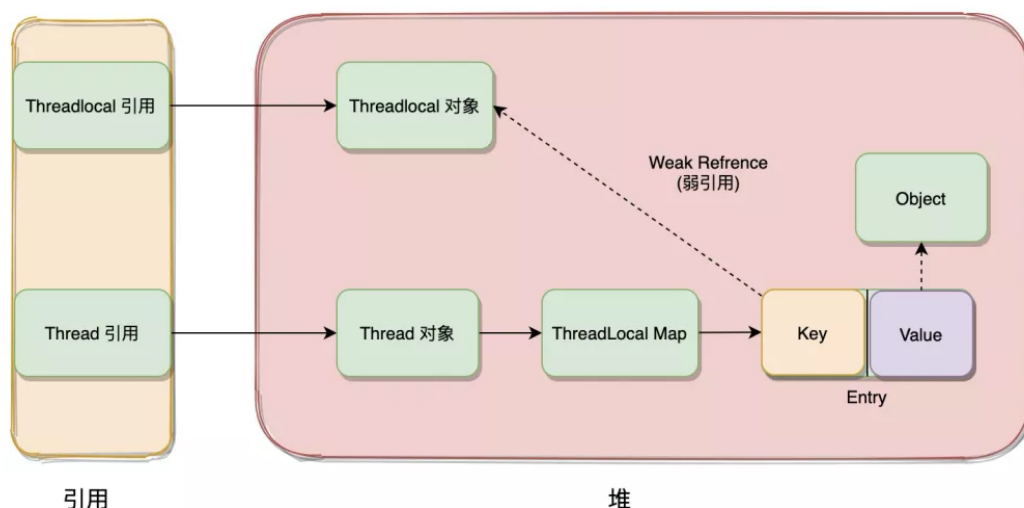 Threadlocal 引用
Threadlocal 对象
Weak Refrence
(弱引用)
Object
Thread 引用
Thread 对象
ThreadLocal Map
Key
Value
Entry
引用
堆